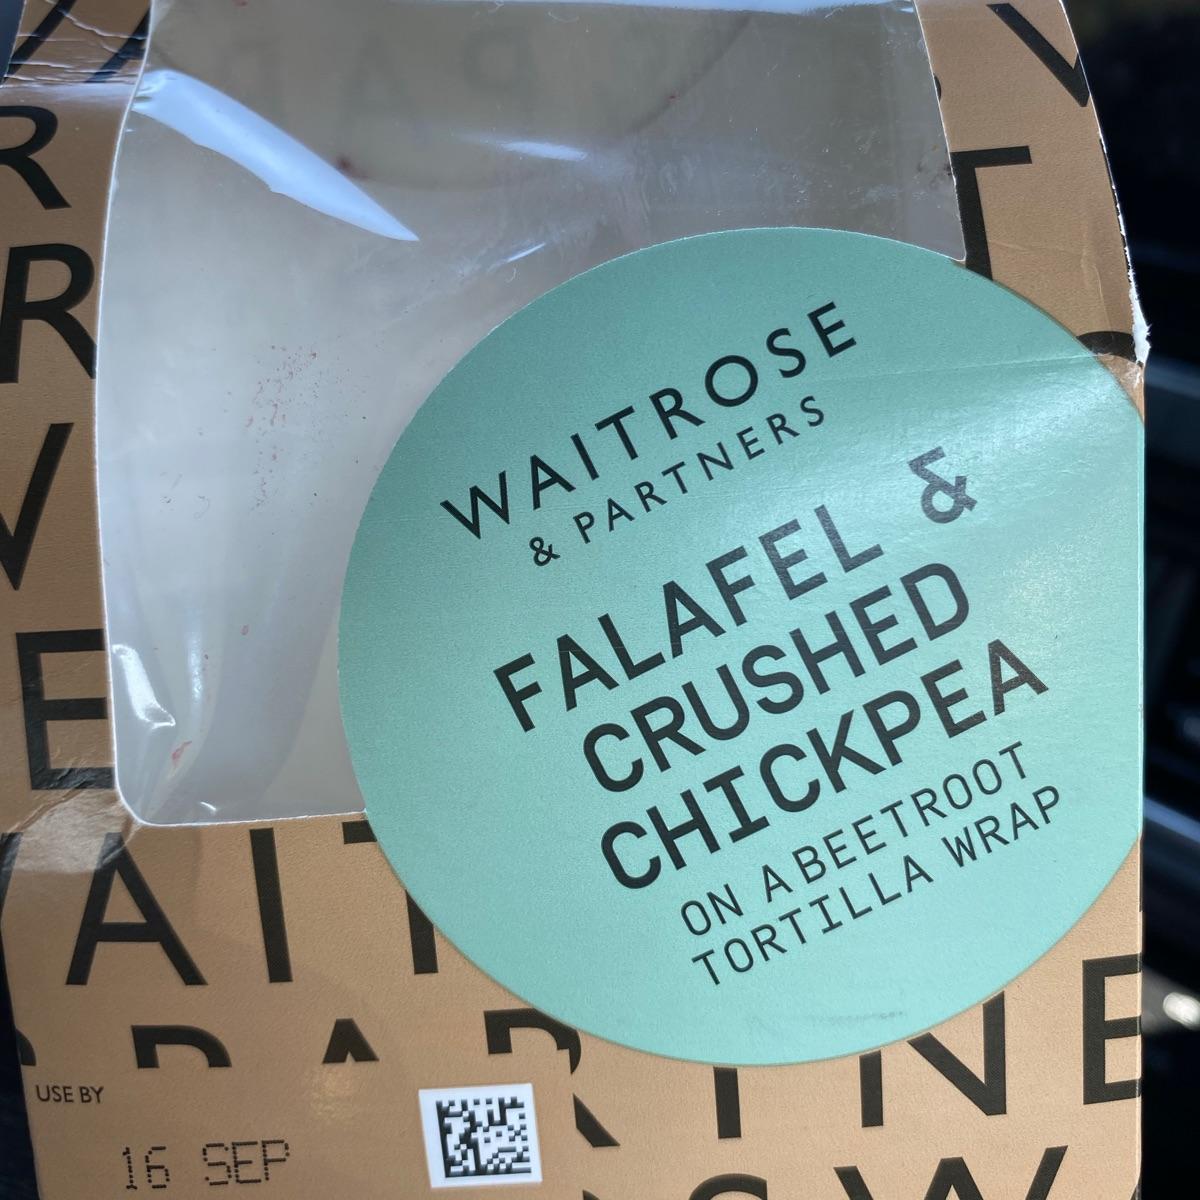 WAITROSE
& PARTNERS
FALAFEL &
CRUSHED
CHICKPEA
ON A BEETROOT
TORTILLA WRAP
USE BY
16 SEP